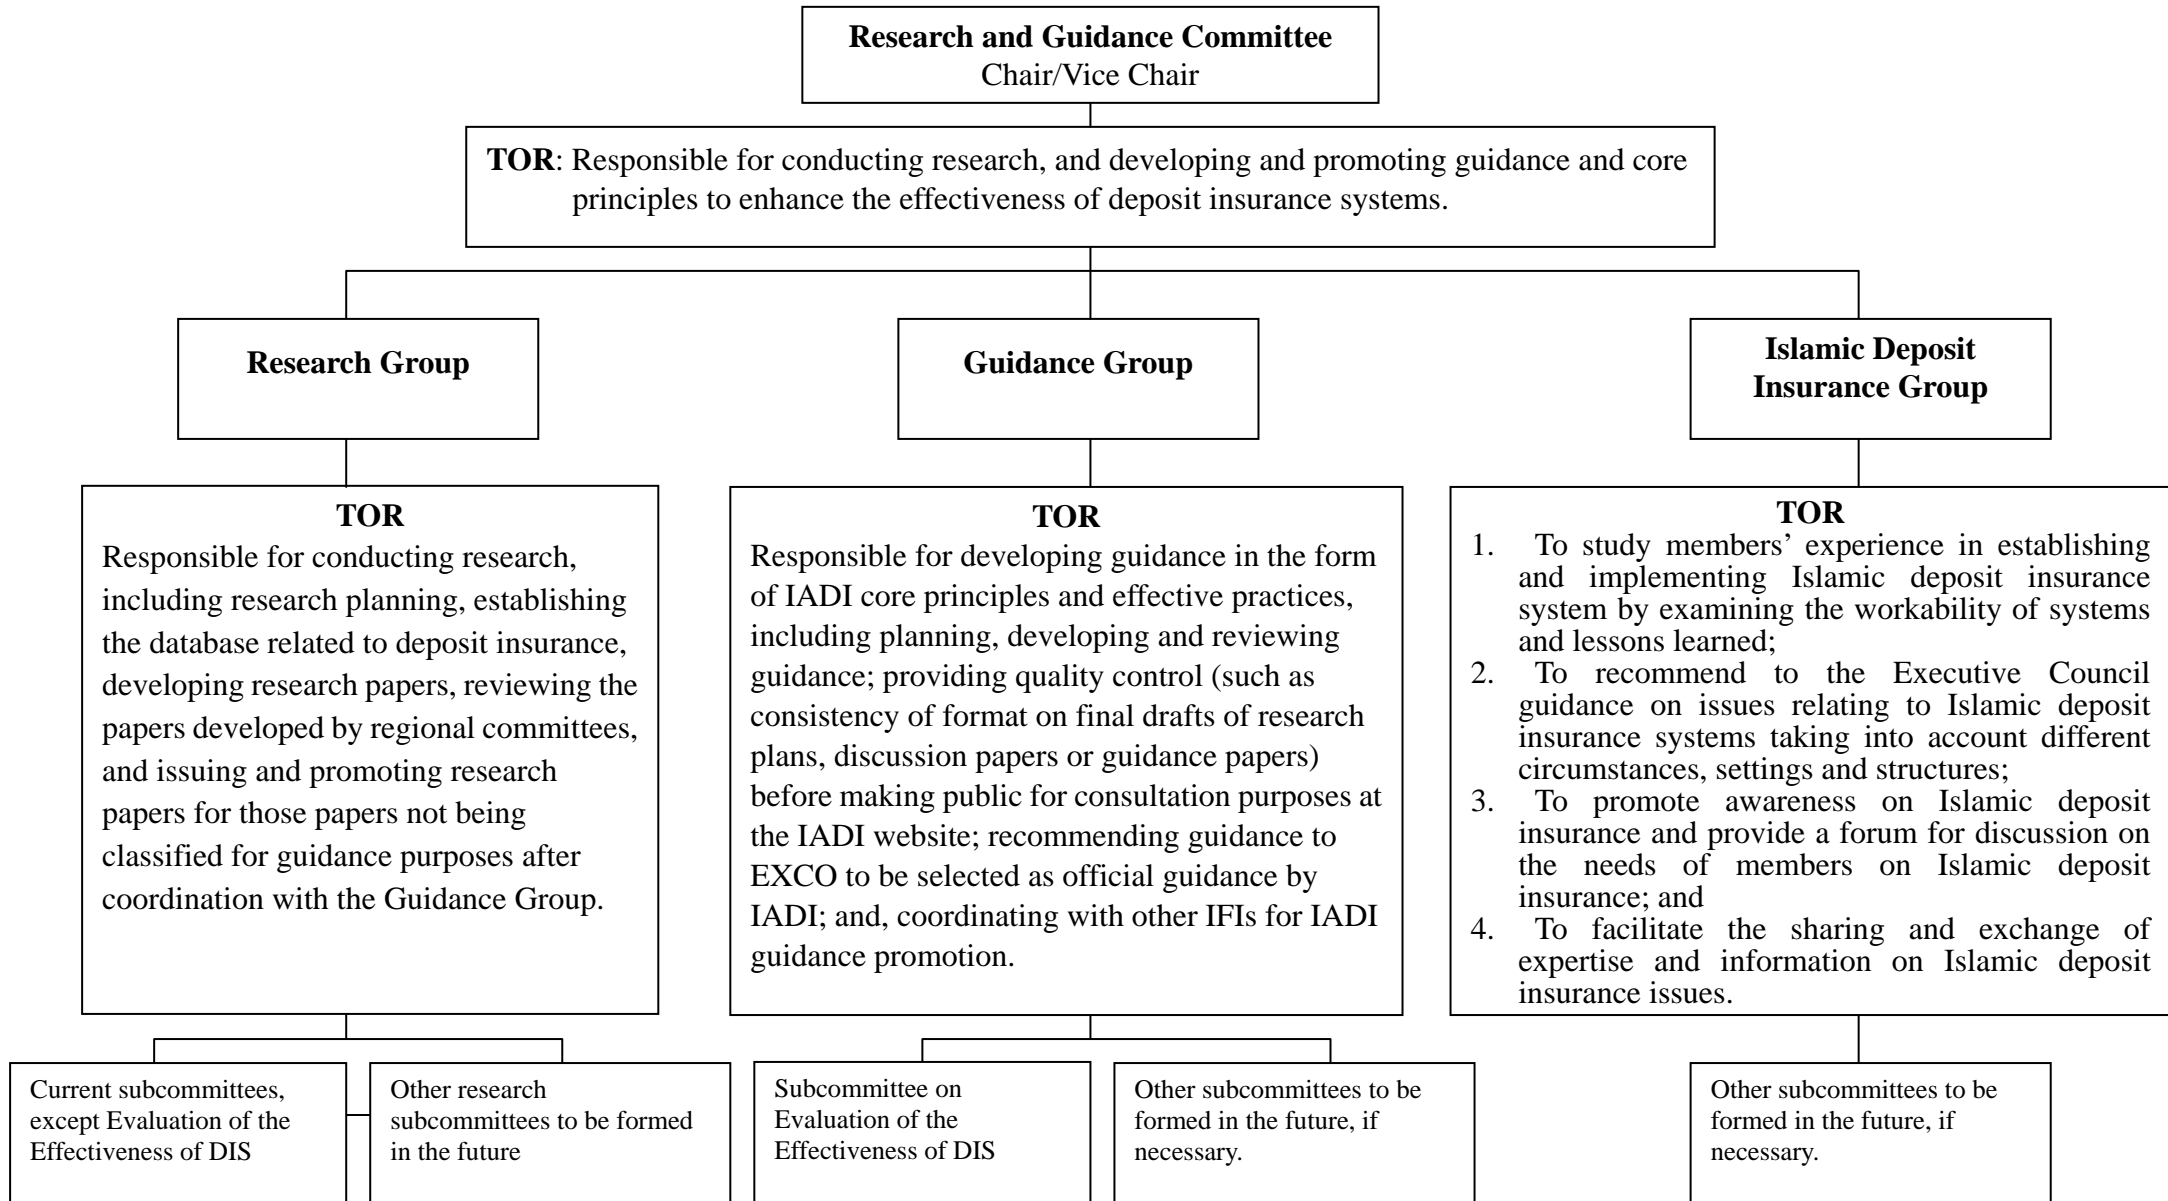 Research and Guidance Committee
Chair/Vice Chair
TOR: Responsible for conducting research, and developing and promoting guidance and core
principles to enhance the effectiveness of deposit insurance systems.
Research Group
Guidance Group
Islamic Deposit
Insurance Group
TOR
Responsible for conducting research,
including research planning, establishing
the database related to deposit insurance,
developing research papers, reviewing the
papers developed by regional committees,
and issuing and promoting research
papers for those papers not being
classified for guidance purposes after
coordination with the Guidance Group.
TOR
Responsible for developing guidance in the form
of IADI core principles and effective practices,
including planning, developing and reviewing
guidance; providing quality control (such as
consistency of format on final drafts of research
plans, discussion papers or guidance papers)
before making public for consultation purposes at
the IADI website; recommending guidance to
EXCO to be selected as official guidance by
IADI; and, coordinating with other IFIs for IADI
guidance promotion.
TOR
1. To study members’ experience in establishing
and implementing Islamic deposit insurance
system by examining the workability of systems
and lessons learned;
2. To recommend to the Executive Council
guidance on issues relating to Islamic deposit
insurance systems taking into account different
circumstances, settings and structures;
3. To promote awareness on Islamic deposit
insurance and provide a forum for discussion on
the needs of members on Islamic deposit
insurance; and
4. To facilitate the sharing and exchange of
expertise and information on Islamic deposit
insurance issues.
Current subcommittees,
except Evaluation of the
Effectiveness of DIS
Other research
subcommittees to be formed
in the future
Subcommittee on
Evaluation of the
Effectiveness of DIS
Other subcommittees to be
formed in the future, if
necessary.
Other subcommittees to be
formed in the future, if
necessary.